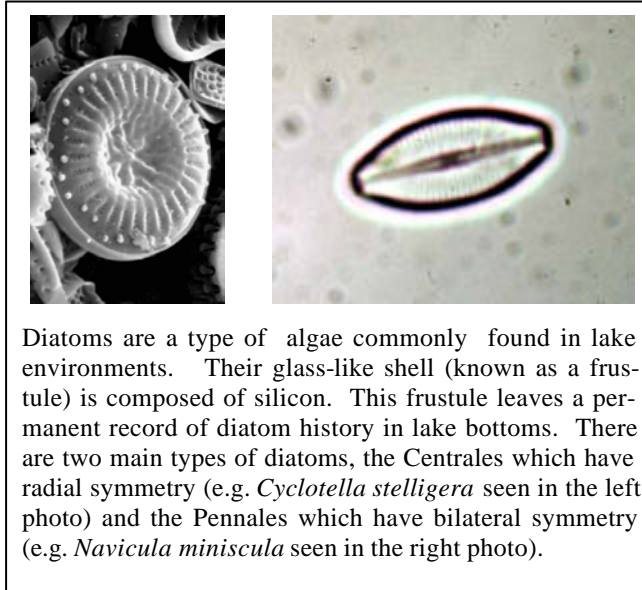 Diatoms are a type of algae commonly found in lake
environments. Their glass-like shell (known as a frus-
tule) is composed of silicon. This frustule leaves a per-
manent record of diatom history in lake bottoms. There
are two main types of diatoms, the Centrales which have
radial symmetry (e.g. Cyclotella stelligera seen in the left
photo) and the Pennales which have bilateral symmetry
(e.g. Navicula miniscula seen in the right photo).